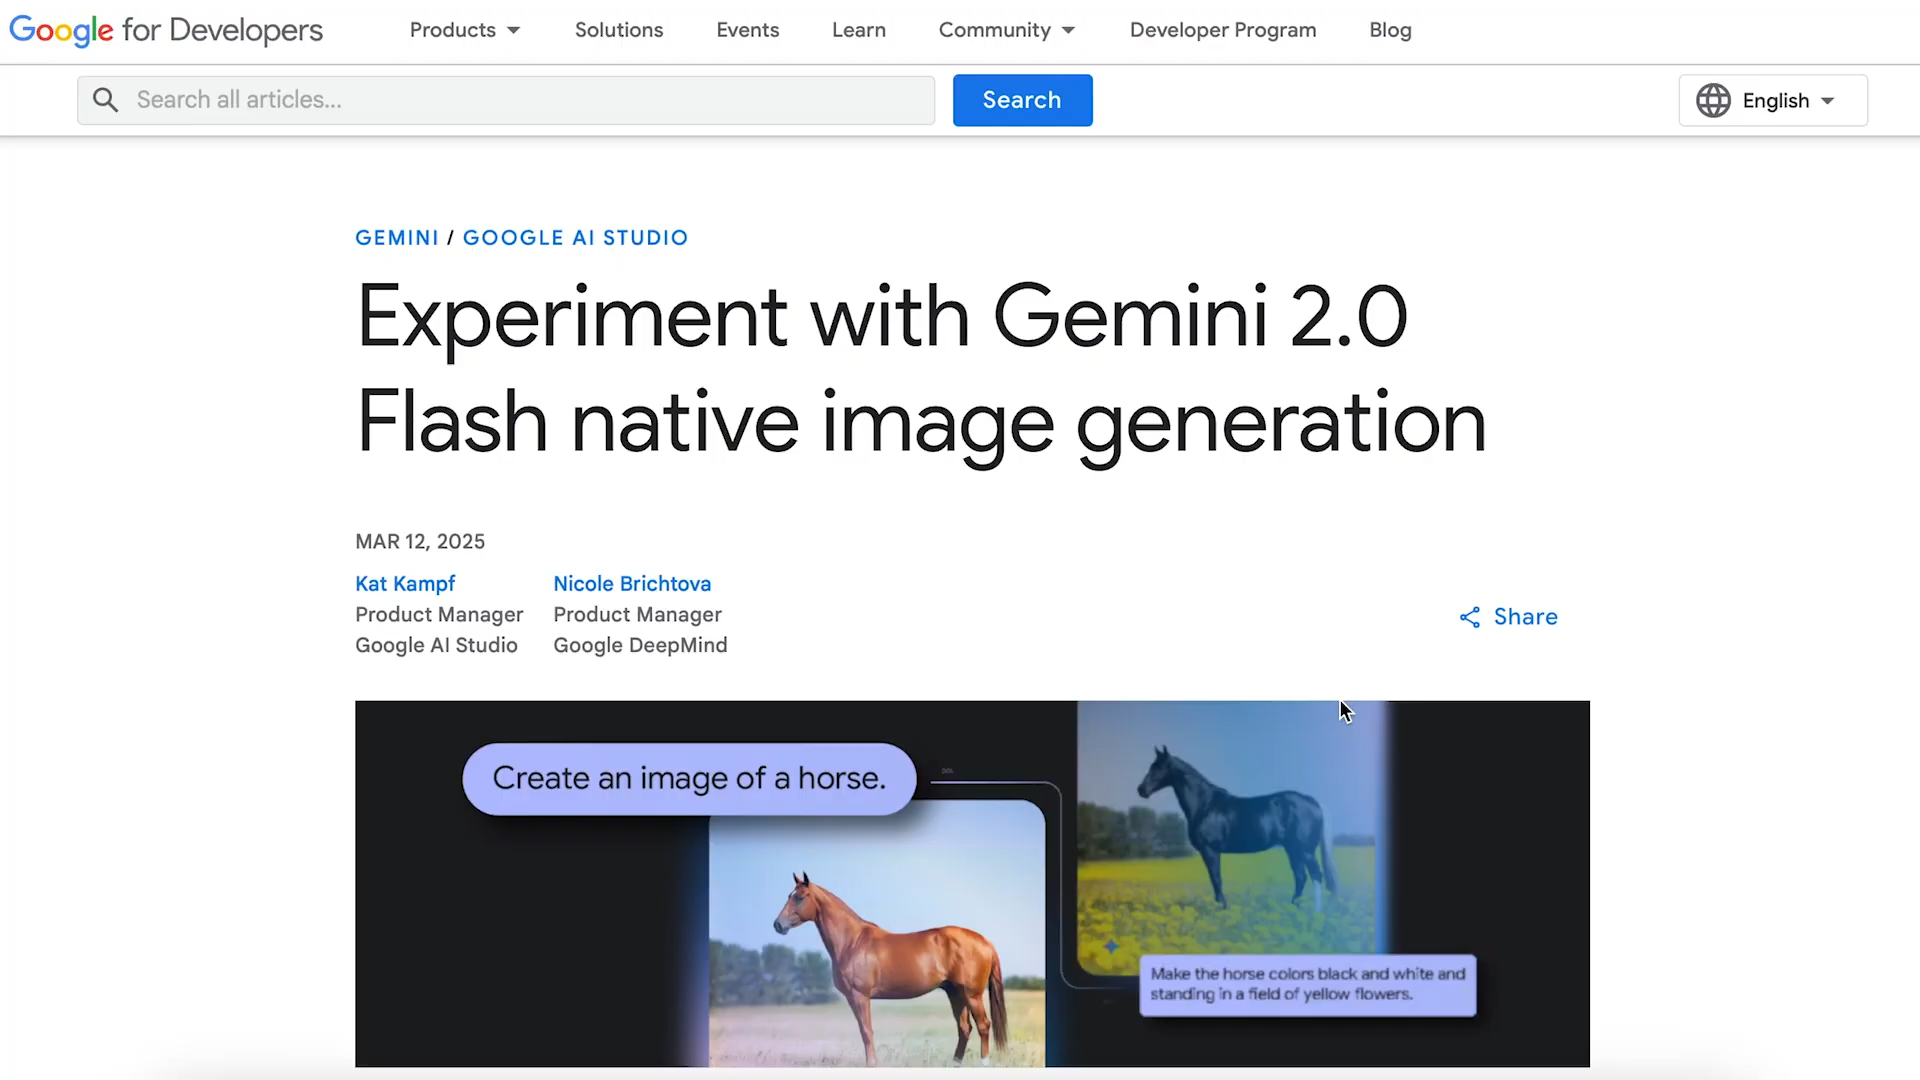 Google for Developers
Products
Solutions
Events
Learn
Community
Developer Program
Blog
Search all articles...
Search
English
GEMINI / GOOGLE AI STUDIO
Experiment with Gemini 2.0
Flash native image generation
MAR 12, 2025
Kat Kampf
Product Manager
Google AI Studio
Nicole Brichtova
Product Manager
Google DeepMind
Share
Create an image of a horse.
Make the horse colors black and white and
standing in a field of yellow flowers.